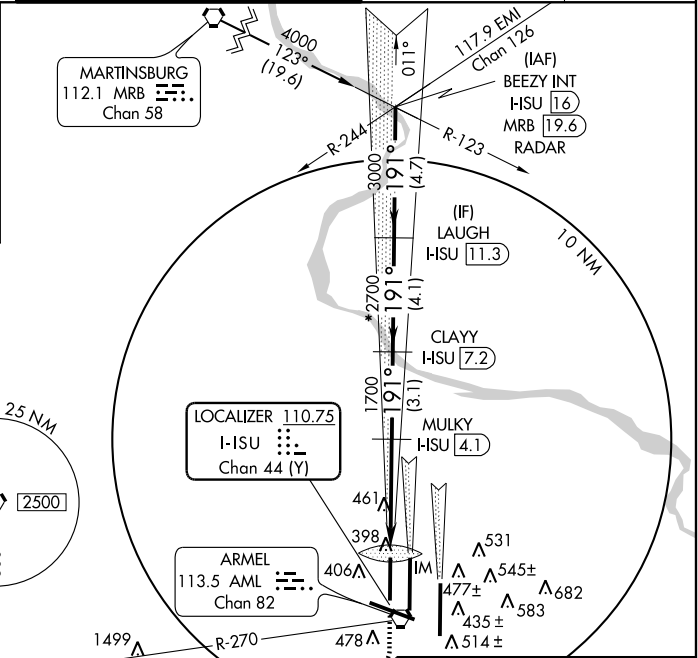 4000
123°
(19.6)
011°
117.9 EMI
Chan 126
MARTINSBURG
112.1 MRB
Chan 58
(IAF)
BEEZY INT
I-ISU 16
MRB 19.6
RADAR
R-244
R-123
3000
191°
(4.7)
(IF)
LAUGH
I-ISU 11.3
10 NM
*2700
191°
(4.1)
CLAYY
I-ISU 7.2
1700
191°
(3.1)
MULKY
I-ISU 4.1
25 NM
2500
LOCALIZER 110.75
I-ISU
Chan 44 (Y)
461
398
406
IM
531
545±
477±
682
583
435±
514±
ARMEL
113.5 AML
Chan 82
1499
R-270
478